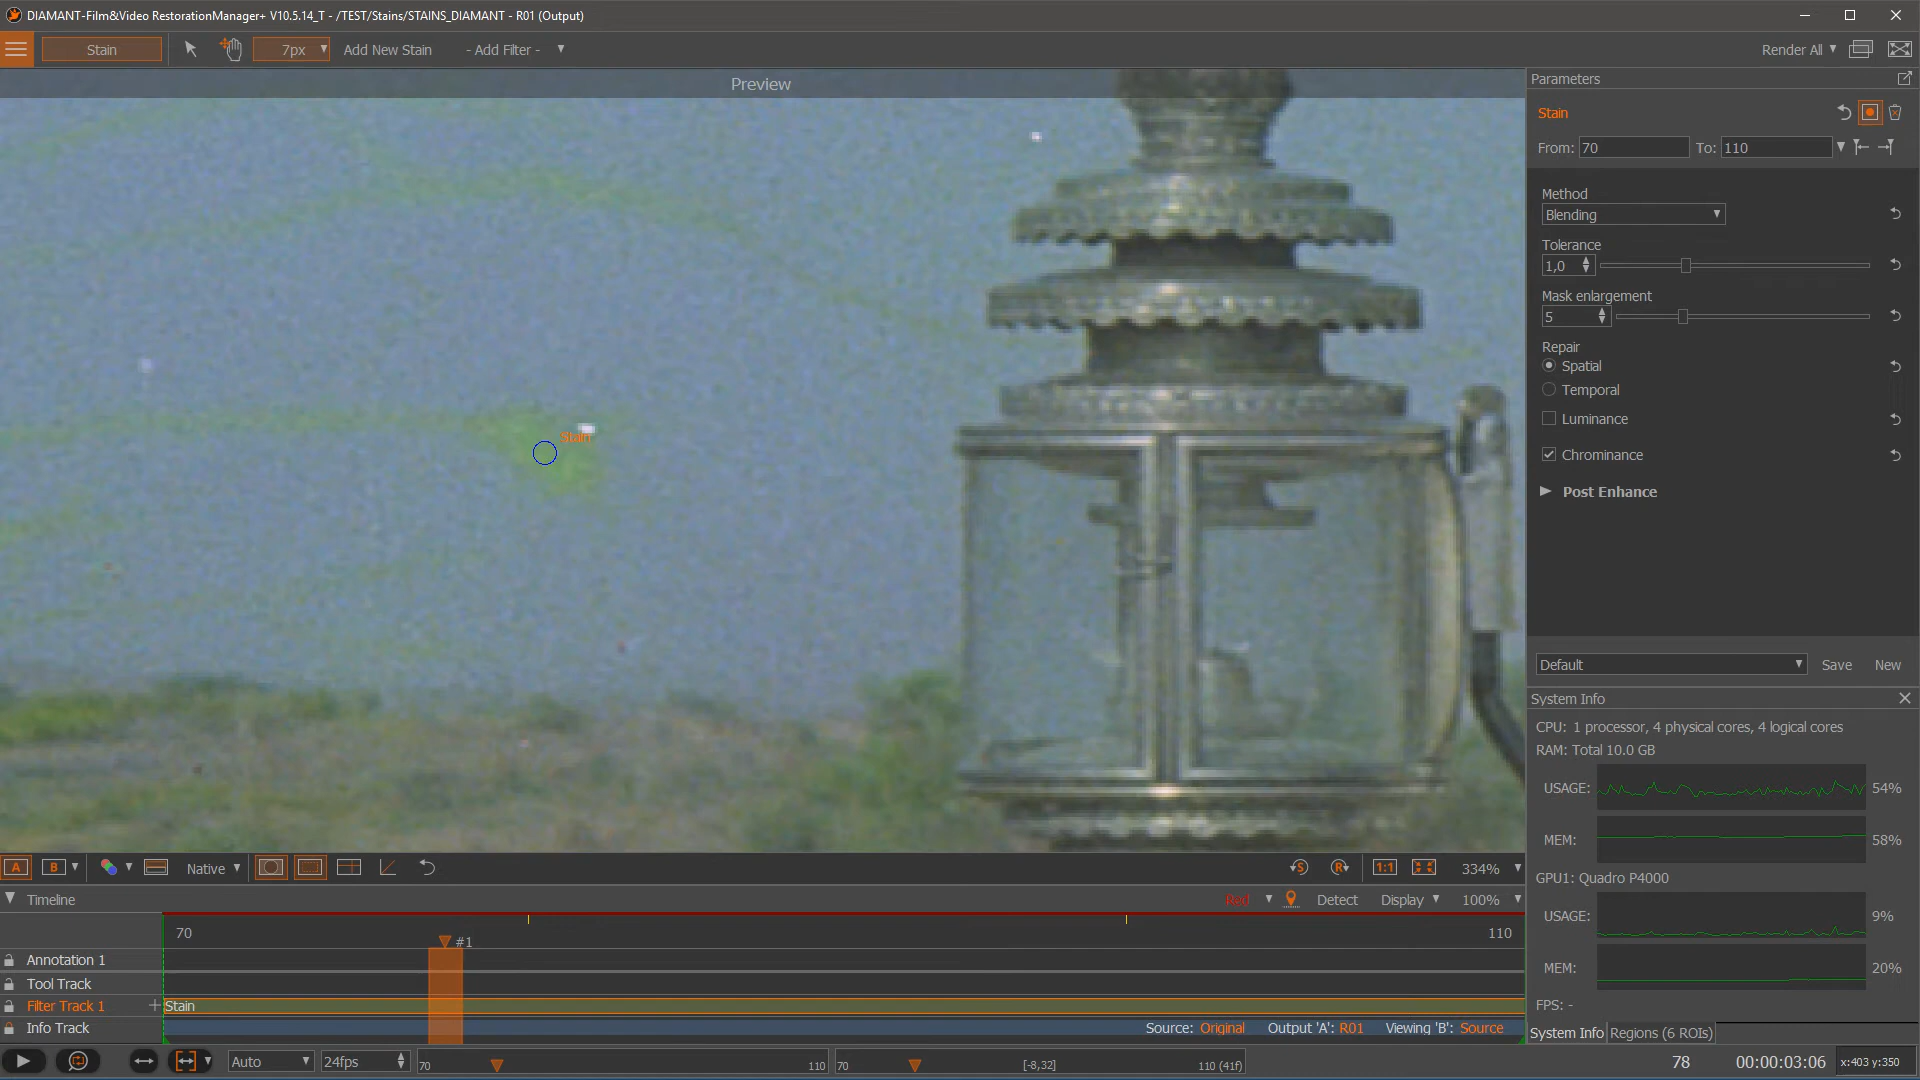 DIAMANT-Film&Video RestorationManager+ V10.5.14_T - /TEST/Stains/STAINS_DIAMANT - R01 (Output)
Stain 7px Add New Stain - Add Filter - Render All
Preview
Parameters
Stain
From: 70 To: 110
Method
Blending
Tolerance
1,0
Mask enlargement
5
Repair
Spatial
Temporal
Luminance
Chrominance
Post Enhance
Stain
Default Save New
System Info
CPU: 1 processor, 4 physical cores, 4 logical cores
RAM: Total 10.0 GB
USAGE: 54%
MEM: 58%
GPU1: Quadro P4000
USAGE: 9%
MEM: 20%
FPS: -
System Info Regions (6 ROIs)
A B Native S R 1:1 334%
Timeline Red Detect Display 100%
70 110
#1
Annotation 1
Tool Track
Filter Track 1 Stain
Info Track Source: Original Output 'A': R01 Viewing 'B': Source
Auto 24fps 70 110 70 [-8,32] 110 (41f) 78 00:00:03:06 x:403 y:350